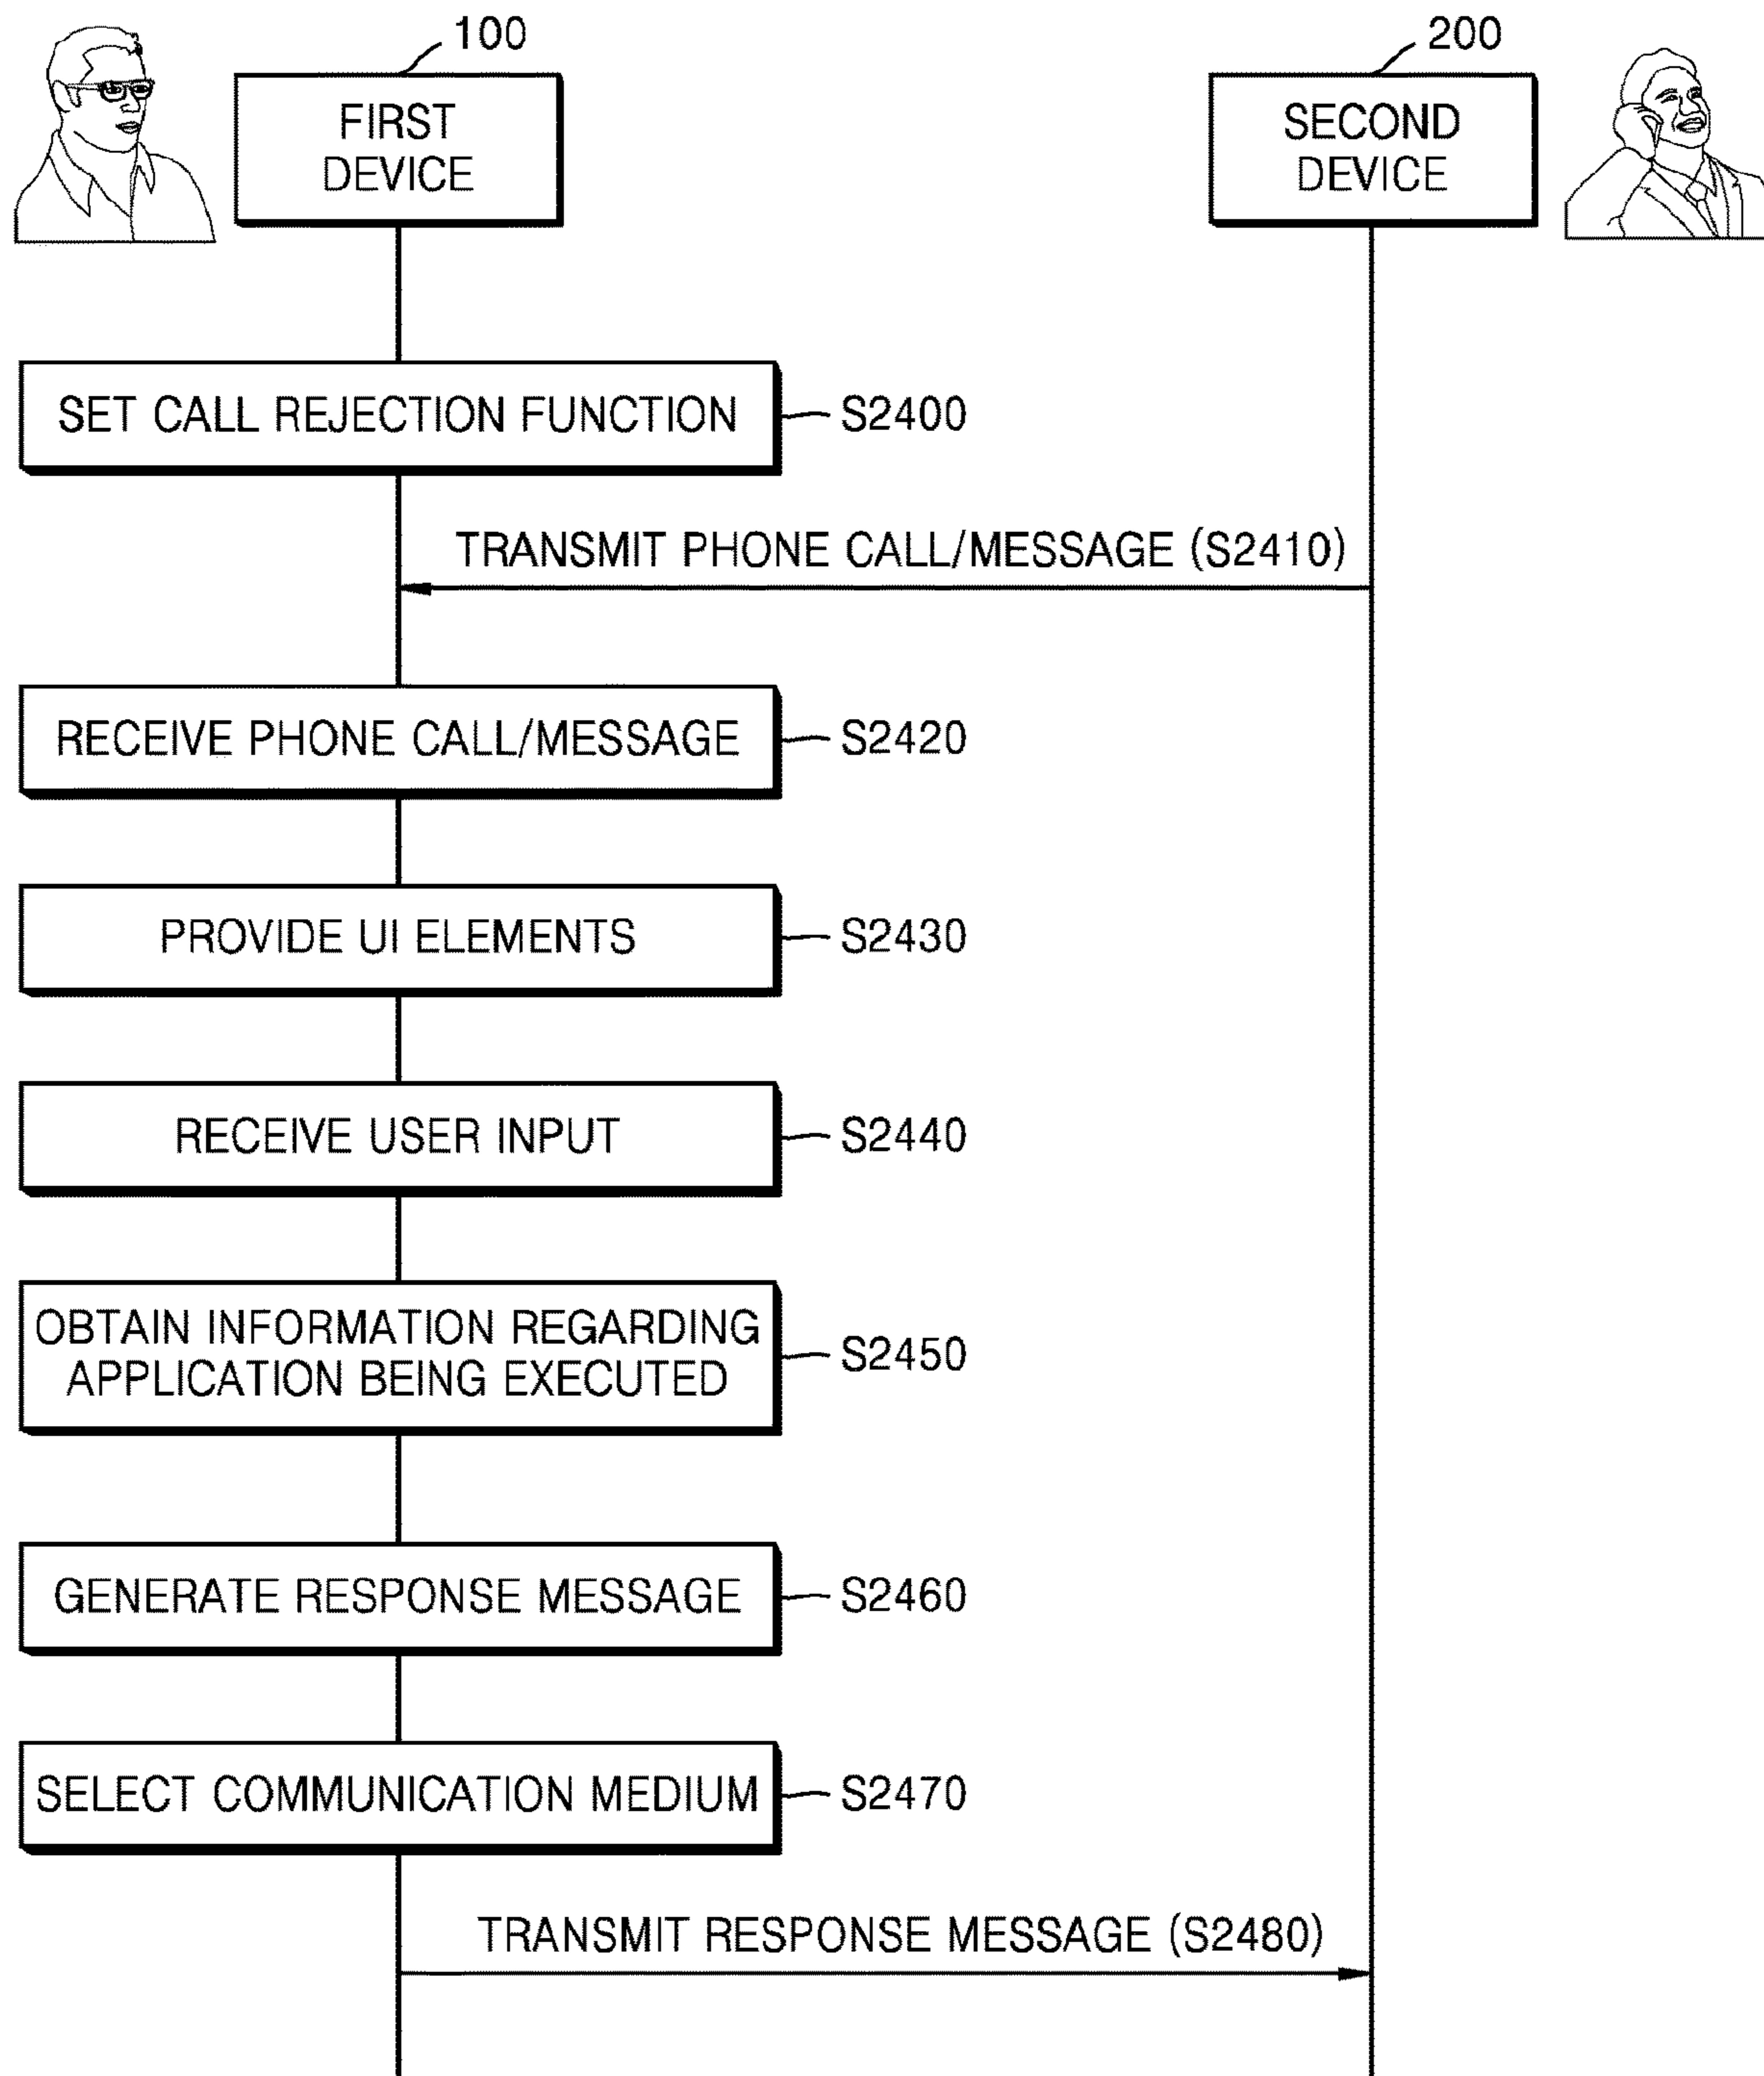 100
200
FIRST
DEVICE
SECOND
DEVICE
SET CALL REJECTION FUNCTION
S2400
TRANSMIT PHONE CALL/MESSAGE (S2410)
RECEIVE PHONE CALL/MESSAGE
S2420
PROVIDE UI ELEMENTS
S2430
RECEIVE USER INPUT
S2440
OBTAIN INFORMATION REGARDING
APPLICATION BEING EXECUTED
S2450
GENERATE RESPONSE MESSAGE
S2460
SELECT COMMUNICATION MEDIUM
S2470
TRANSMIT RESPONSE MESSAGE (S2480)